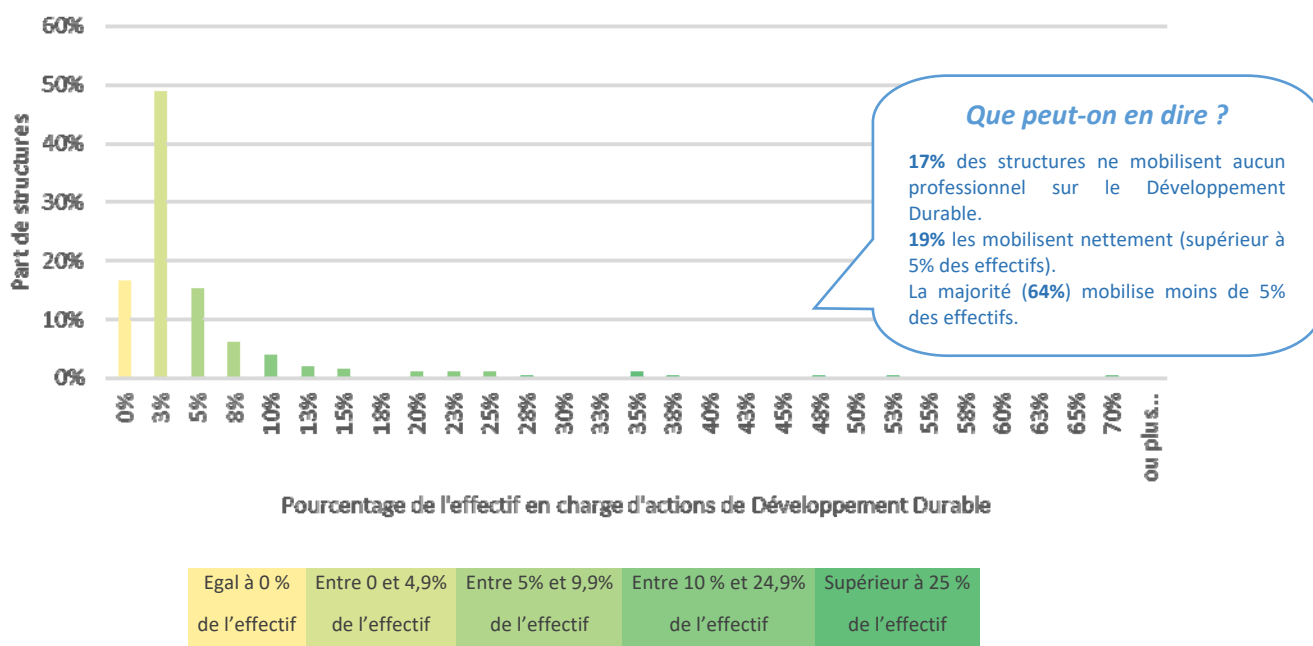 60%
50%
40%
30%
20%
10%
0%
Part de structures
Que peut-on en dire ?
17% des structures ne mobilisent aucun
professionnel sur le Développement
Durable.
19% les mobilisent nettement (supérieur à
5% des effectifs).
La majorité (64%) mobilise moins de 5%
des effectifs.
0%
3%
5%
8%
10%
13%
15%
18%
20%
23%
25%
28%
30%
33%
35%
38%
40%
43%
45%
48%
50%
53%
55%
58%
60%
63%
65%
70%
ou plus...
Pourcentage de l'effectif en charge d'actions de Développement Durable
Egal à 0 %
de l’effectif
Entre 0 et 4,9%
de l’effectif
Entre 5% et 9,9%
de l’effectif
Entre 10 % et 24,9%
de l’effectif
Supérieur à 25 %
de l’effectif